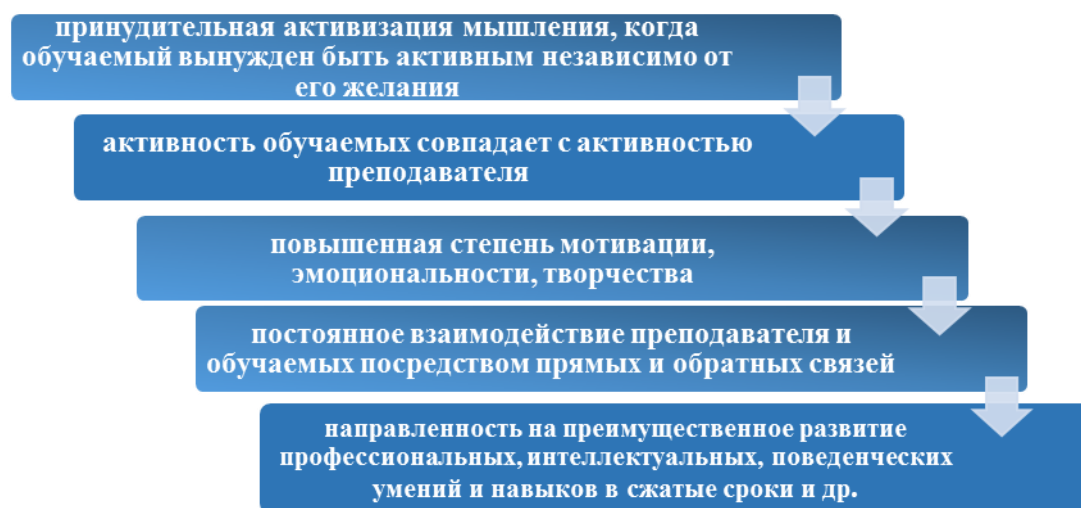 принудительная активизация мышления, когда
обучаемый вынужден быть активным независимо от
его желания
активность обучаемых совпадает с активностью
преподавателя
повышенная степень мотивации,
эмоциональности, творчества
постоянное взаимодействие преподавателя и
обучаемых посредством прямых и обратных связей
направленность на преимущественное развитие
профессиональных, интеллектуальных, поведенческих
умений и навыков в сжатые сроки и др.